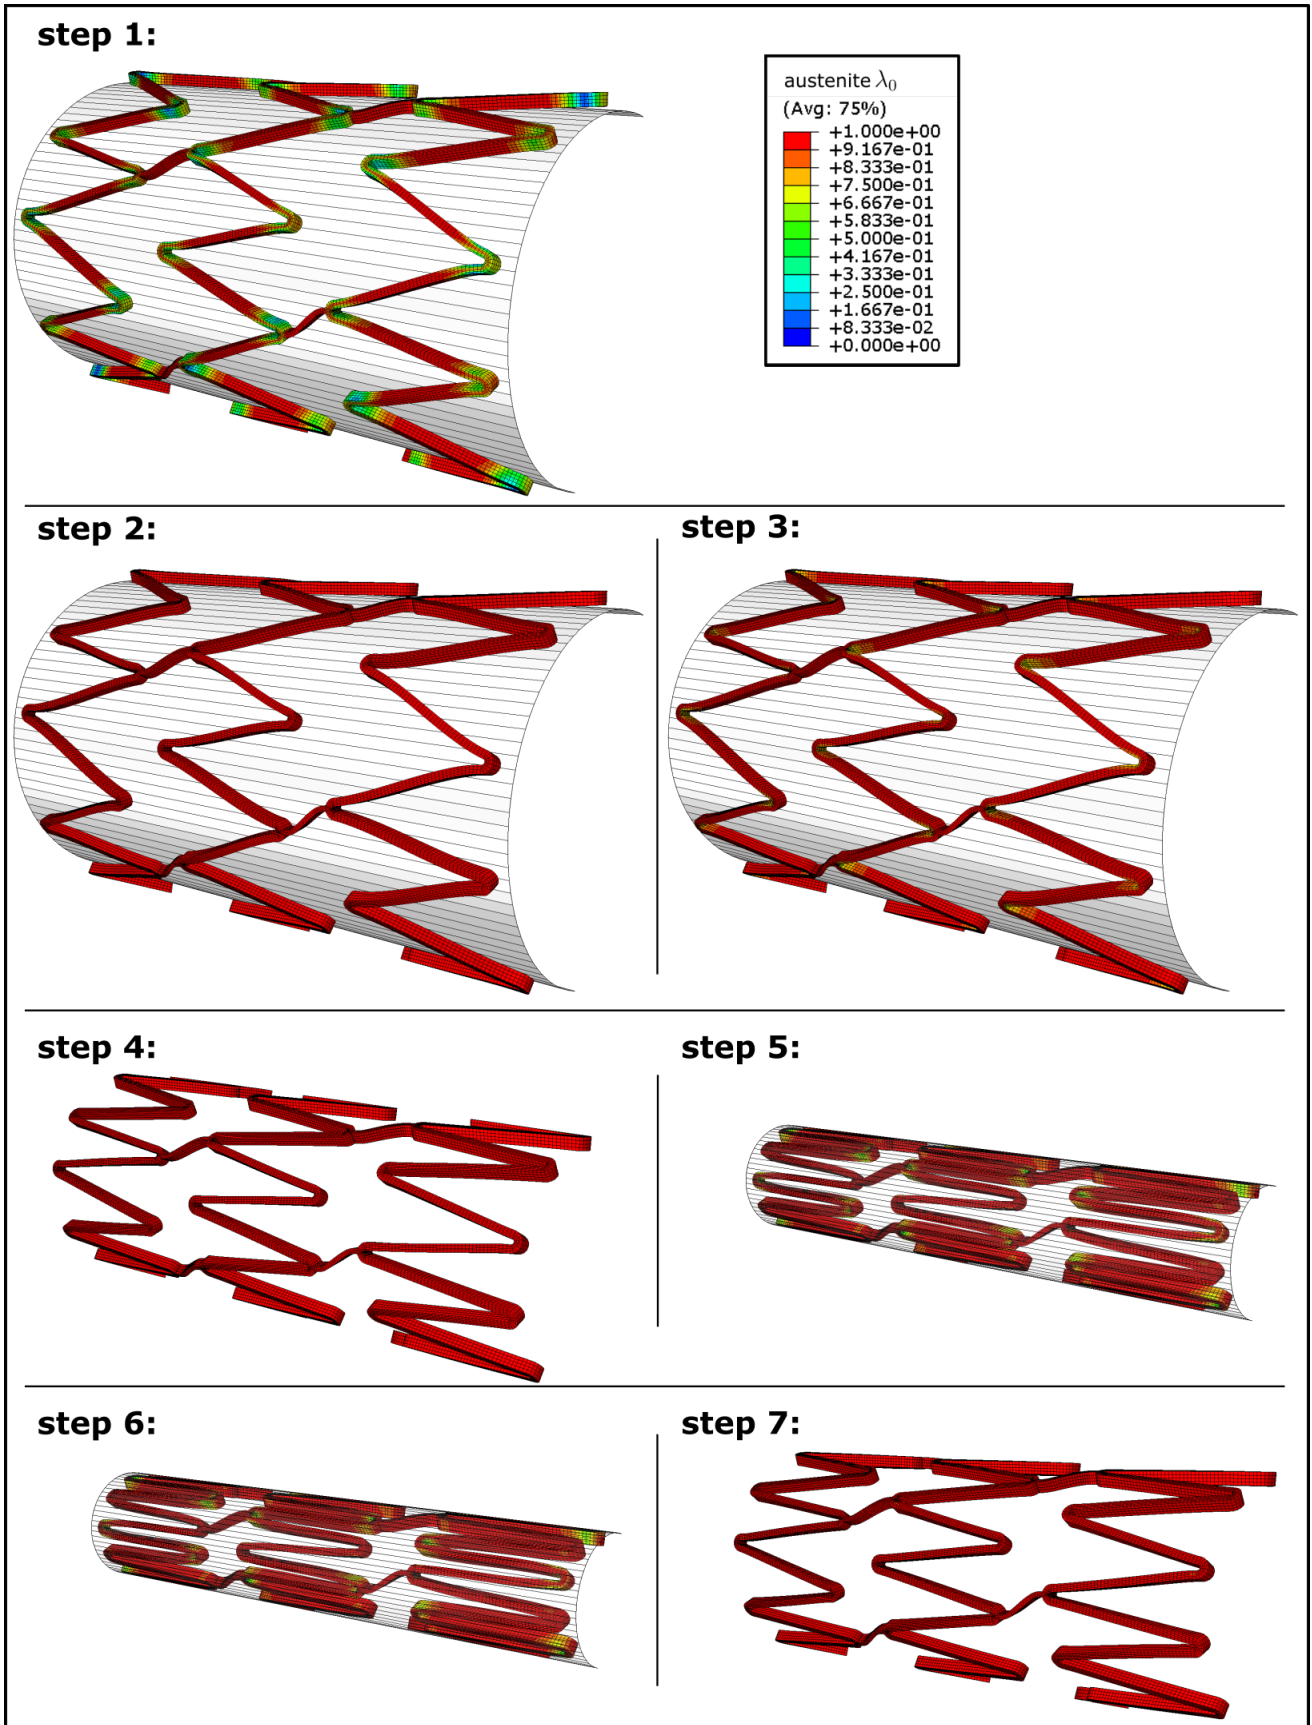 step 1:
austenite λ₀
(Avg: 75%)
+1.000e+00
+9.167e-01
+8.333e-01
+7.500e-01
+6.667e-01
+5.833e-01
+5.000e-01
+4.167e-01
+3.333e-01
+2.500e-01
+1.667e-01
+8.333e-02
+0.000e+00
step 2:
step 3:
step 4:
step 5:
step 6:
step 7: